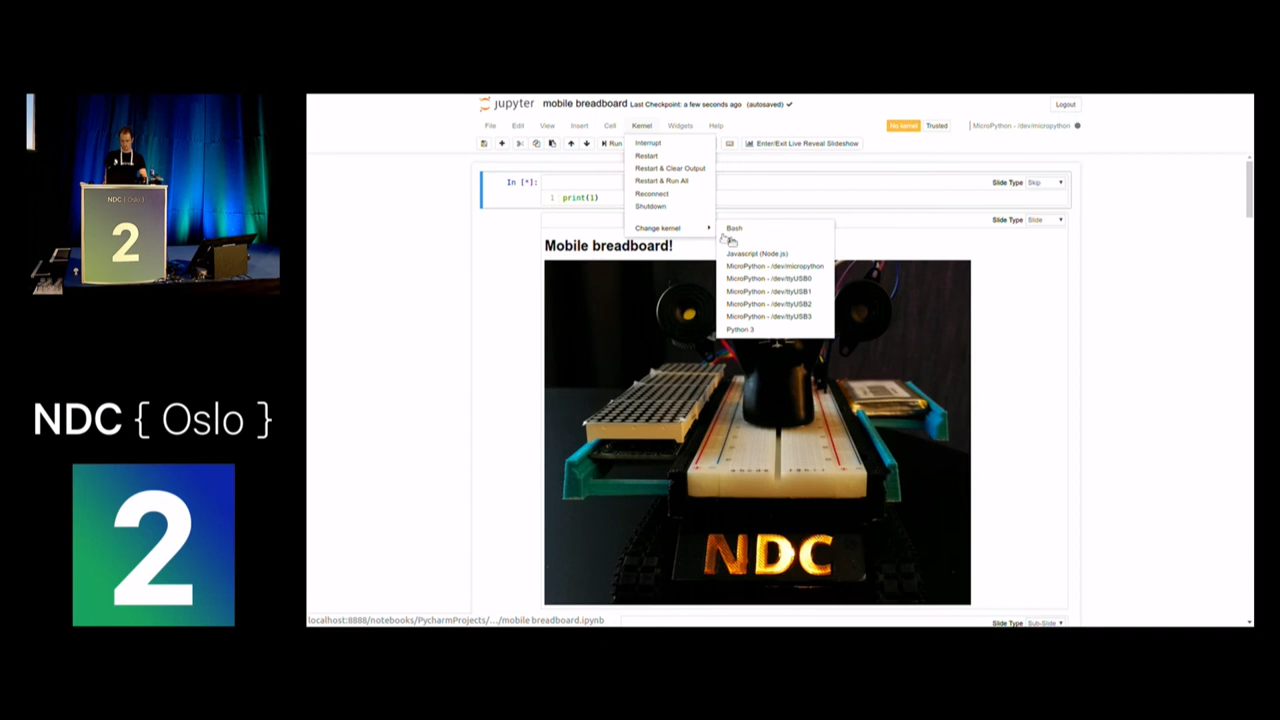 NDC { Oslo }
2
NDC { Oslo }
2
jupyter mobile breadboard Last Checkpoint: a few seconds ago (autosaved)
Logout
File Edit View Insert Cell Kernel Widgets Help
No kernel Trusted MicroPython - /dev/micropython
Run
Enter/Exit Live Reveal Slideshow
Interrupt
Restart
Restart & Clear Output
Restart & Run All
Reconnect
Shutdown
Change kernel
Bash
Javascript (Node.js)
MicroPython - /dev/micropython
MicroPython - /dev/ttyUSB0
MicroPython - /dev/ttyUSB1
MicroPython - /dev/ttyUSB2
MicroPython - /dev/ttyUSB3
Python 3
In [*]:
Slide Type Skip
1 print(1)
Slide Type Slide
Mobile breadboard!
NDC
localhost:8888/notebooks/PycharmProjects/.../mobile breadboard.ipynb
Slide Type Sub-Slide